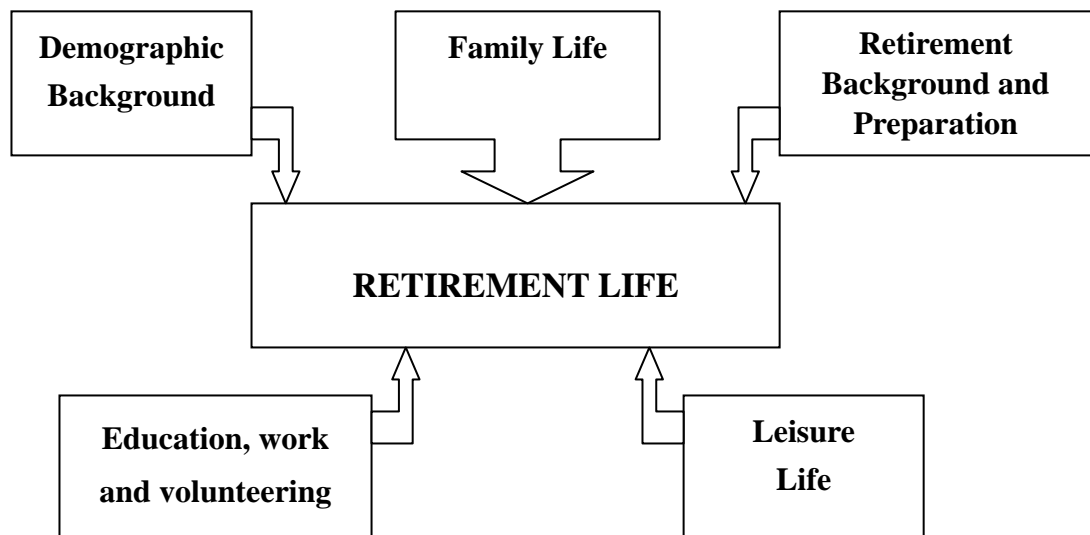 Demographic
Background
Family Life
Retirement
Background and
Preparation
RETIREMENT LIFE
Education, work
and volunteering
Leisure
Life